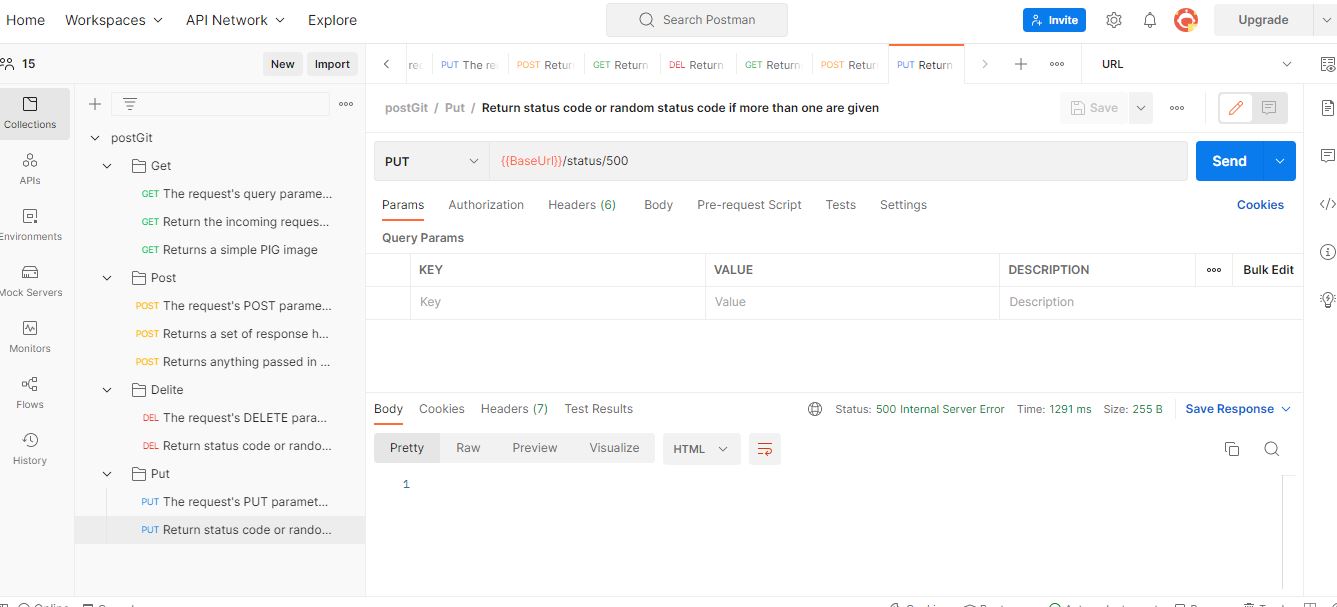 Home Workspaces API Network Explore Search Postman Invite Upgrade
15 New Import
PUT The re POST Retur GET Return DEL Return GET Return POST Retur PUT Return URL
postGit / Put / Return status code or random status code if more than one are given Save
Collections
APIs
Environments
Mock Servers
Monitors
Flows
History
postGit
Get
GET The request's query parame...
GET Return the incoming reques...
GET Returns a simple PIG image
Post
POST The request's POST parame...
POST Returns a set of response h...
POST Returns anything passed in ...
Delite
DEL The request's DELETE para...
DEL Return status code or rando...
Put
PUT The request's PUT paramet...
PUT Return status code or rando...
PUT {{BaseUrl}}/status/500 Send
Params Authorization Headers (6) Body Pre-request Script Tests Settings Cookies
Query Params
KEY VALUE DESCRIPTION Bulk Edit
Key Value Description
Body Cookies Headers (7) Test Results Status: 500 Internal Server Error Time: 1291 ms Size: 255 B Save Response
Pretty Raw Preview Visualize HTML
1